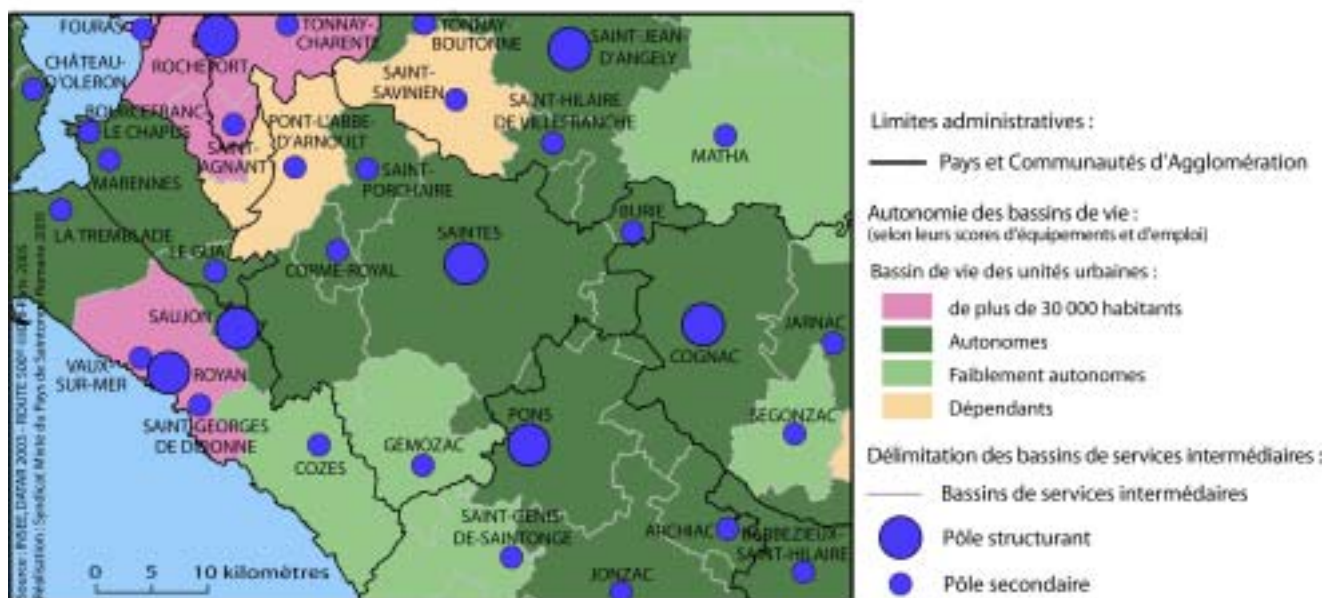 FOURAS
TONNAY-
CHARENTE
TONNAY-
BOUTONNE
SAINT-JEAN
D'ANGELY
ROCHEFORT
CHÂTEAU-
D'OLERON
SAINT-
SAVINIEN
SAINT-HILAIRE
DE VILLEFRANCHE
BOURCEFRANC-
LE CHAPUS
PONT-L'ABBE-
D'ARNOULT
MATHA
SAINT-
AGNANT
SAINT-
PORCHAIRE
MARENNES
BURIE
LA TREMBLADE
SAINTES
LE GUA
CORME-ROYAL
SAUJON
COGNAC
JARNAC
VAUX-
SUR-MER
ROYAN
SAINT-GEORGES
DE DIDONNE
PONS
SEGONZAC
COZES
GEMOZAC
SAINT-GENIS-
DE-SAINTONGE
ARCHIAC
BARBEZIEUX-
SAINT-HILAIRE
JONZAC
0 5 10 kilomètres
Limites administratives :
Pays et Communautés d'Agglomération
Autonomie des bassins de vie :
(selon leurs scores d'équipements et d'emploi)
Bassin de vie des unités urbaines :
de plus de 30 000 habitants
Autonomes
Faiblement autonomes
Dépendants
Délimitation des bassins de services intermédiaires :
Bassins de services intermédaires
Pôle structurant
Pôle secondaire